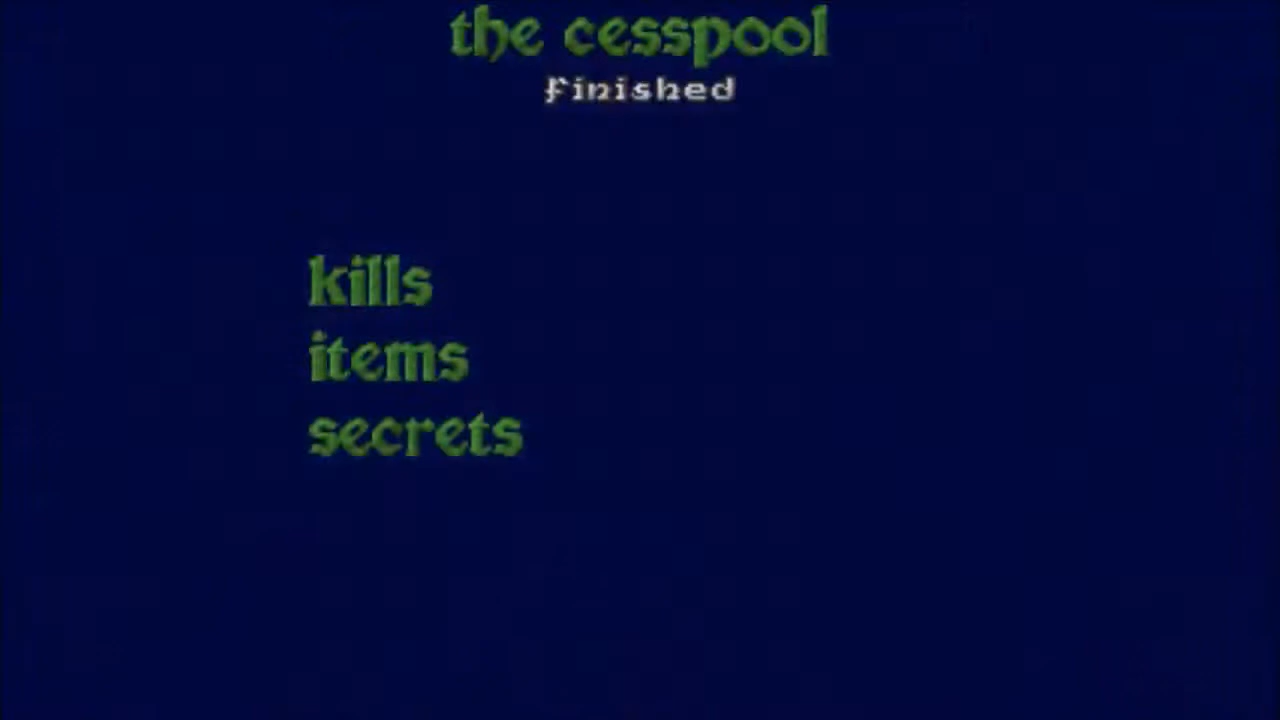 the cesspool
Finished
kills
items
secrets